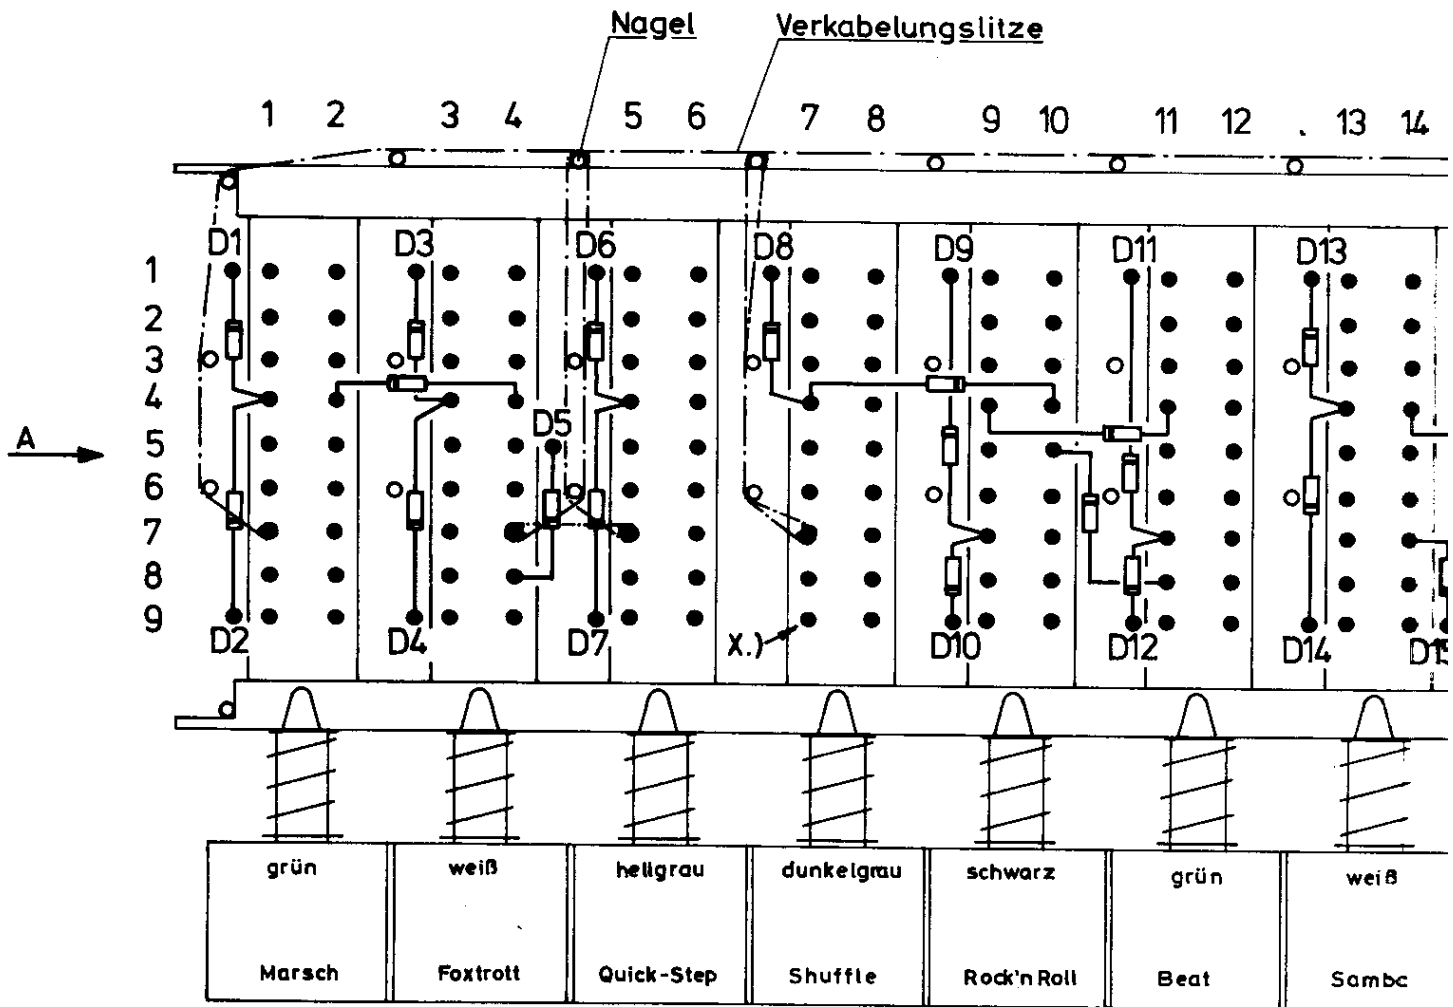 Nagel Verkabelungslitze
1 2 3 4 5 6 7 8 9 10 11 12 13 14
D1 D3 D6 D8 D9 D11 D13
1
2
3
4
D5
A 5
6
7
8
9
D2 D4 D7 X.) D10 D12 D14 D15
grün weiß hellgrau dunkelgrau schwarz grün weiß
Marsch Foxtrott Quick-Step Shuffle Rock'n Roll Beat Samba